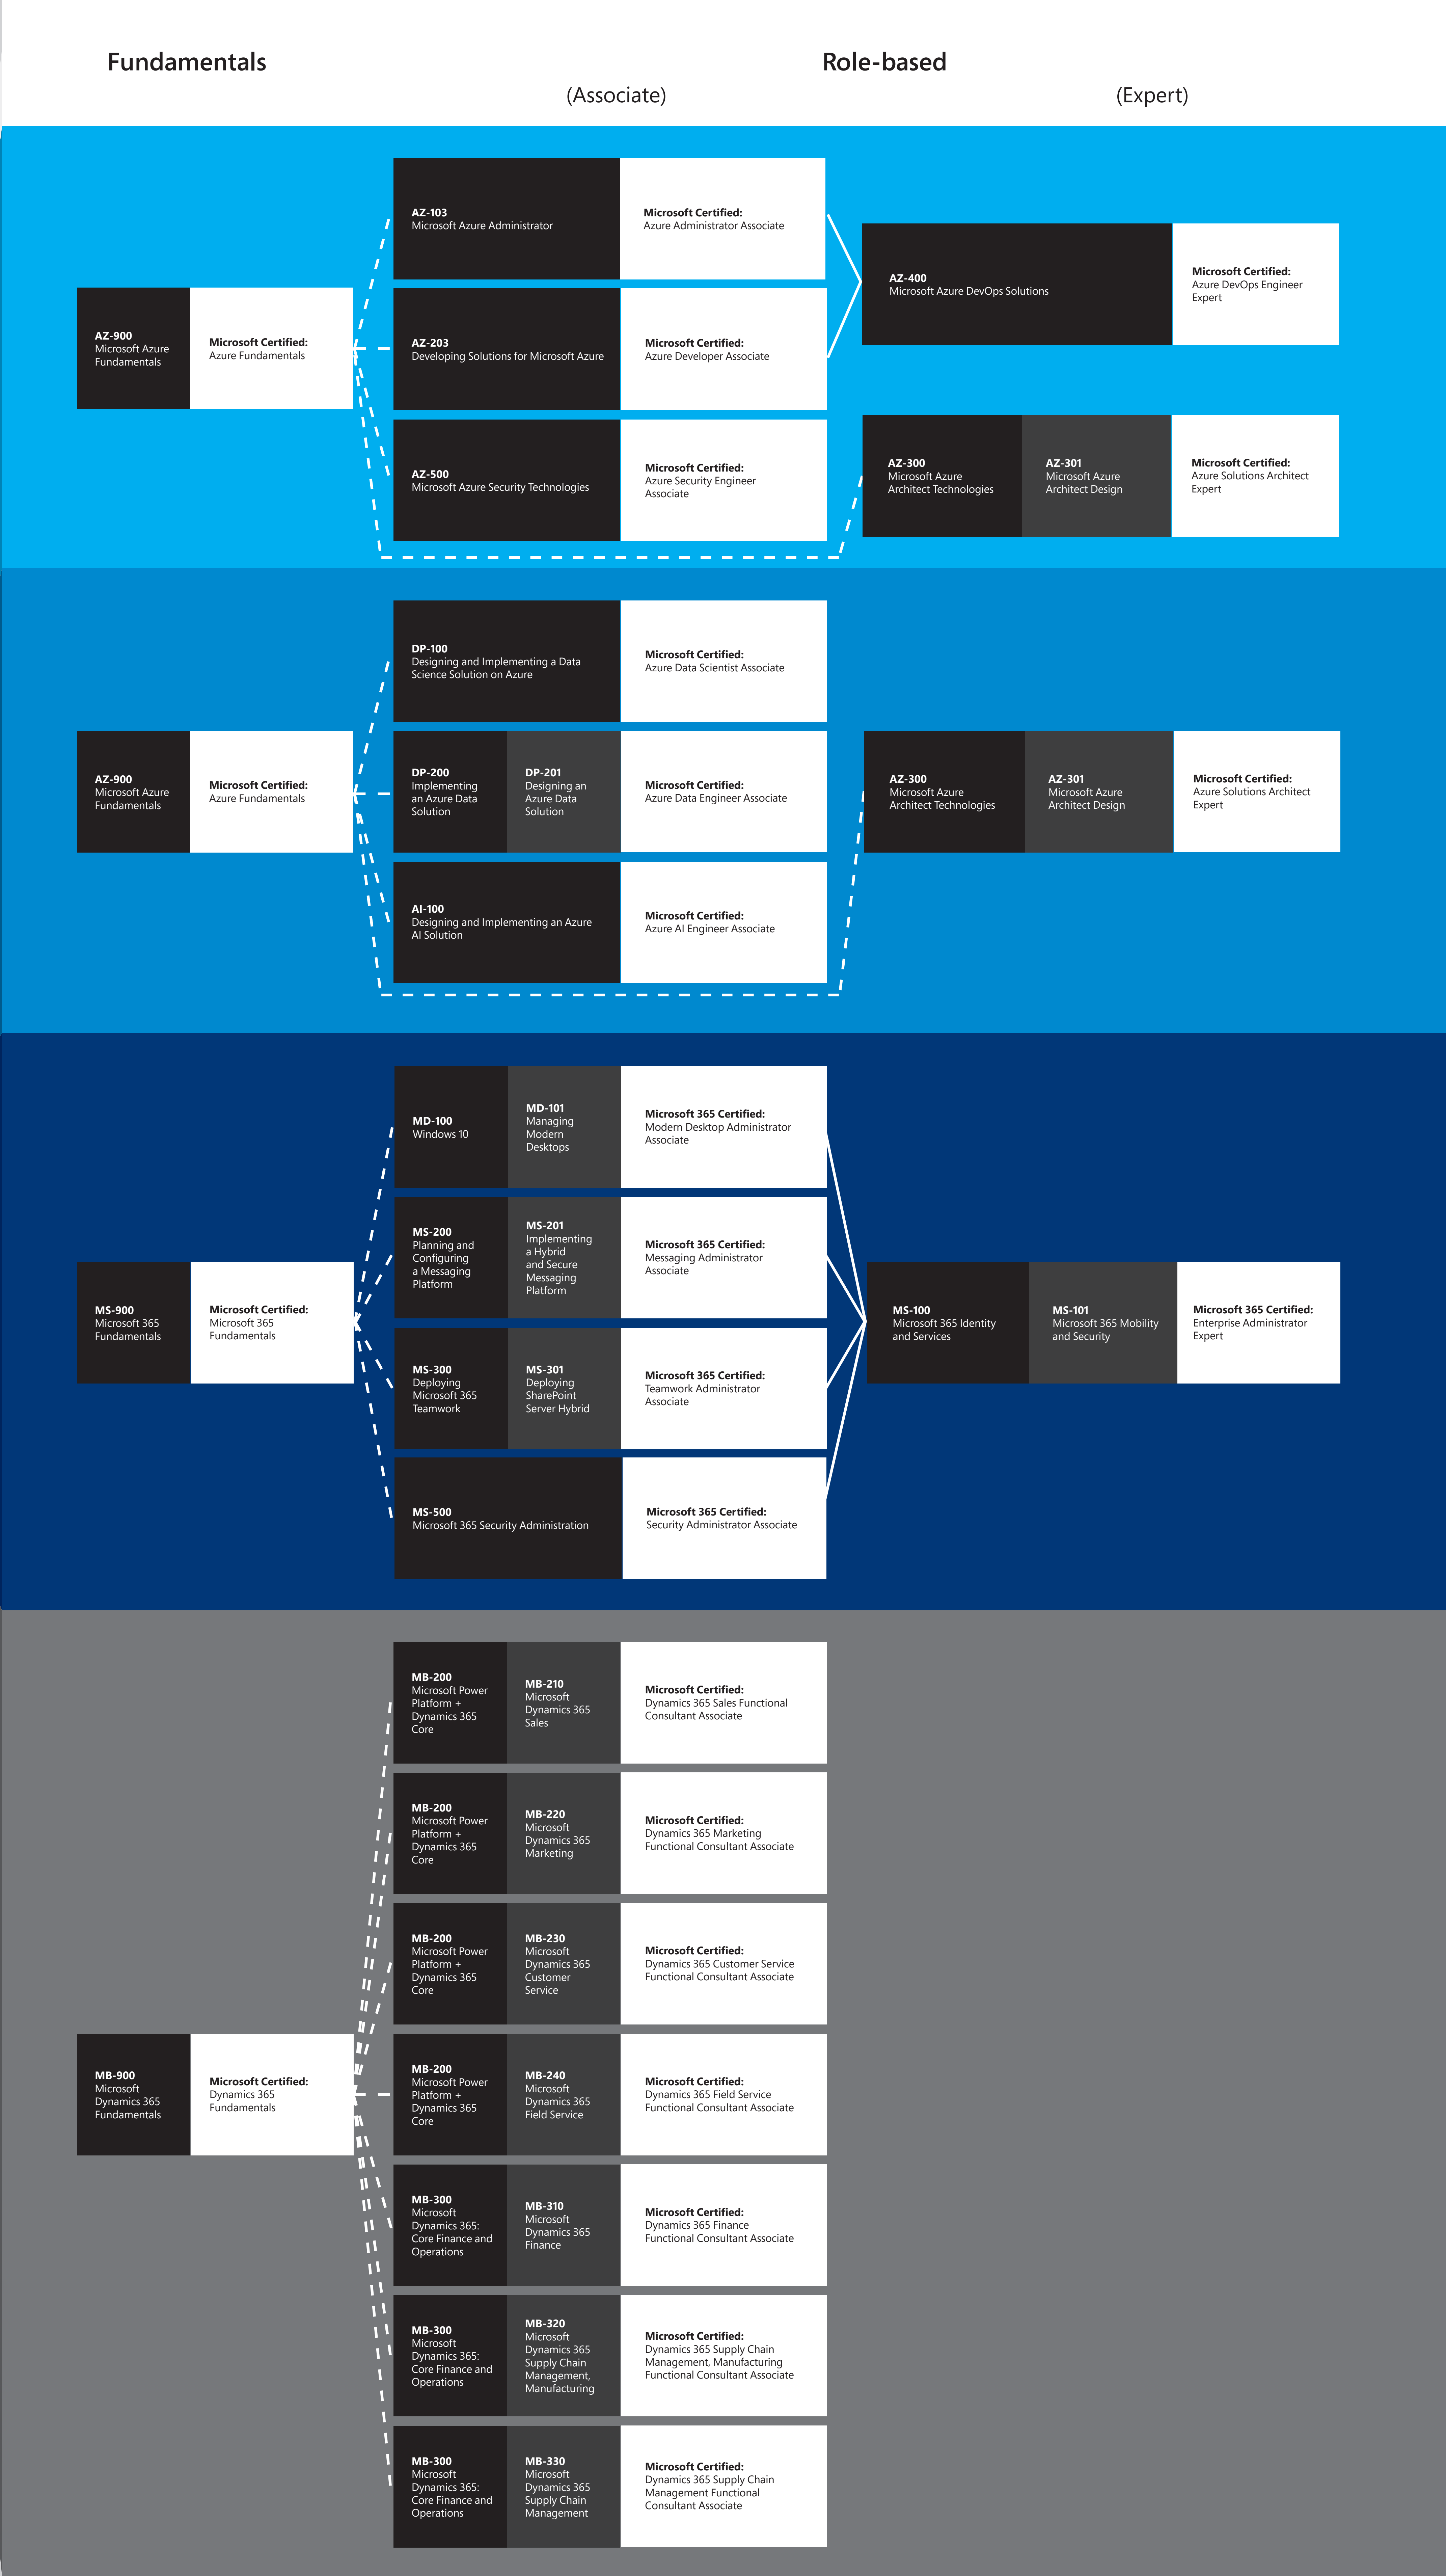 Fundamentals
Role-based
(Associate)
(Expert)
AZ-900
Microsoft Azure
Fundamentals
Microsoft Certified:
Azure Fundamentals
AZ-103
Microsoft Azure Administrator
Microsoft Certified:
Azure Administrator Associate
AZ-203
Developing Solutions for Microsoft Azure
Microsoft Certified:
Azure Developer Associate
AZ-500
Microsoft Azure Security Technologies
Microsoft Certified:
Azure Security Engineer
Associate
AZ-400
Microsoft Azure DevOps Solutions
Microsoft Certified:
Azure DevOps Engineer
Expert
AZ-300
Microsoft Azure
Architect Technologies
AZ-301
Microsoft Azure
Architect Design
Microsoft Certified:
Azure Solutions Architect
Expert
AZ-900
Microsoft Azure
Fundamentals
Microsoft Certified:
Azure Fundamentals
DP-100
Designing and Implementing a Data
Science Solution on Azure
Microsoft Certified:
Azure Data Scientist Associate
DP-200
Implementing
an Azure Data
Solution
DP-201
Designing an
Azure Data
Solution
Microsoft Certified:
Azure Data Engineer Associate
AI-100
Designing and Implementing an Azure
AI Solution
Microsoft Certified:
Azure AI Engineer Associate
AZ-300
Microsoft Azure
Architect Technologies
AZ-301
Microsoft Azure
Architect Design
Microsoft Certified:
Azure Solutions Architect
Expert
MS-900
Microsoft 365
Fundamentals
Microsoft Certified:
Microsoft 365
Fundamentals
MD-100
Windows 10
MD-101
Managing
Modern
Desktops
Microsoft 365 Certified:
Modern Desktop Administrator
Associate
MS-200
Planning and
Configuring
a Messaging
Platform
MS-201
Implementing
a Hybrid
and Secure
Messaging
Platform
Microsoft 365 Certified:
Messaging Administrator
Associate
MS-300
Deploying
Microsoft 365
Teamwork
MS-301
Deploying
SharePoint
Server Hybrid
Microsoft 365 Certified:
Teamwork Administrator
Associate
MS-500
Microsoft 365 Security Administration
Microsoft 365 Certified:
Security Administrator Associate
MS-100
Microsoft 365 Identity
and Services
MS-101
Microsoft 365 Mobility
and Security
Microsoft 365 Certified:
Enterprise Administrator
Expert
MB-900
Microsoft
Dynamics 365
Fundamentals
Microsoft Certified:
Dynamics 365
Fundamentals
MB-200
Microsoft Power
Platform +
Dynamics 365
Core
MB-210
Microsoft
Dynamics 365
Sales
Microsoft Certified:
Dynamics 365 Sales Functional
Consultant Associate
MB-200
Microsoft Power
Platform +
Dynamics 365
Core
MB-220
Microsoft
Dynamics 365
Marketing
Microsoft Certified:
Dynamics 365 Marketing
Functional Consultant Associate
MB-200
Microsoft Power
Platform +
Dynamics 365
Core
MB-230
Microsoft
Dynamics 365
Customer
Service
Microsoft Certified:
Dynamics 365 Customer Service
Functional Consultant Associate
MB-200
Microsoft Power
Platform +
Dynamics 365
Core
MB-240
Microsoft
Dynamics 365
Field Service
Microsoft Certified:
Dynamics 365 Field Service
Functional Consultant Associate
MB-300
Microsoft
Dynamics 365:
Core Finance and
Operations
MB-310
Microsoft
Dynamics 365
Finance
Microsoft Certified:
Dynamics 365 Finance
Functional Consultant Associate
MB-300
Microsoft
Dynamics 365:
Core Finance and
Operations
MB-320
Microsoft
Dynamics 365
Supply Chain
Management,
Manufacturing
Microsoft Certified:
Dynamics 365 Supply Chain
Management, Manufacturing
Functional Consultant Associate
MB-300
Microsoft
Dynamics 365:
Core Finance and
Operations
MB-330
Microsoft
Dynamics 365
Supply Chain
Management
Microsoft Certified:
Dynamics 365 Supply Chain
Management Functional
Consultant Associate